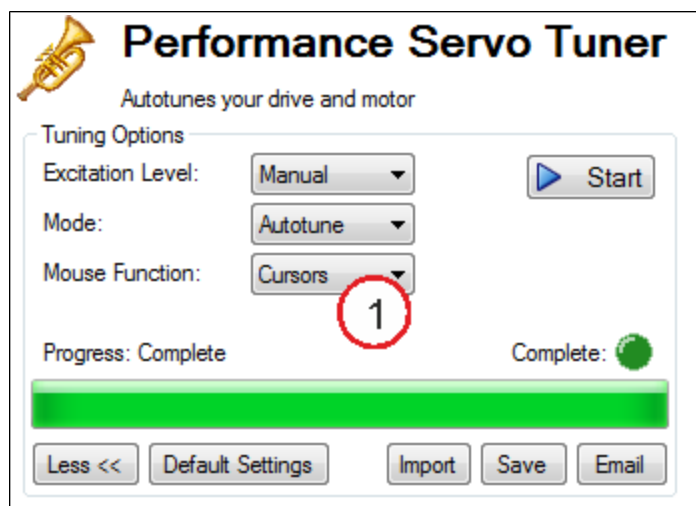 Performance Servo Tuner
Autotunes your drive and motor
Tuning Options
Excitation Level: Manual Start
Mode: Autotune
Mouse Function: Cursors
1
Progress: Complete Complete:
Less << Default Settings Import Save Email